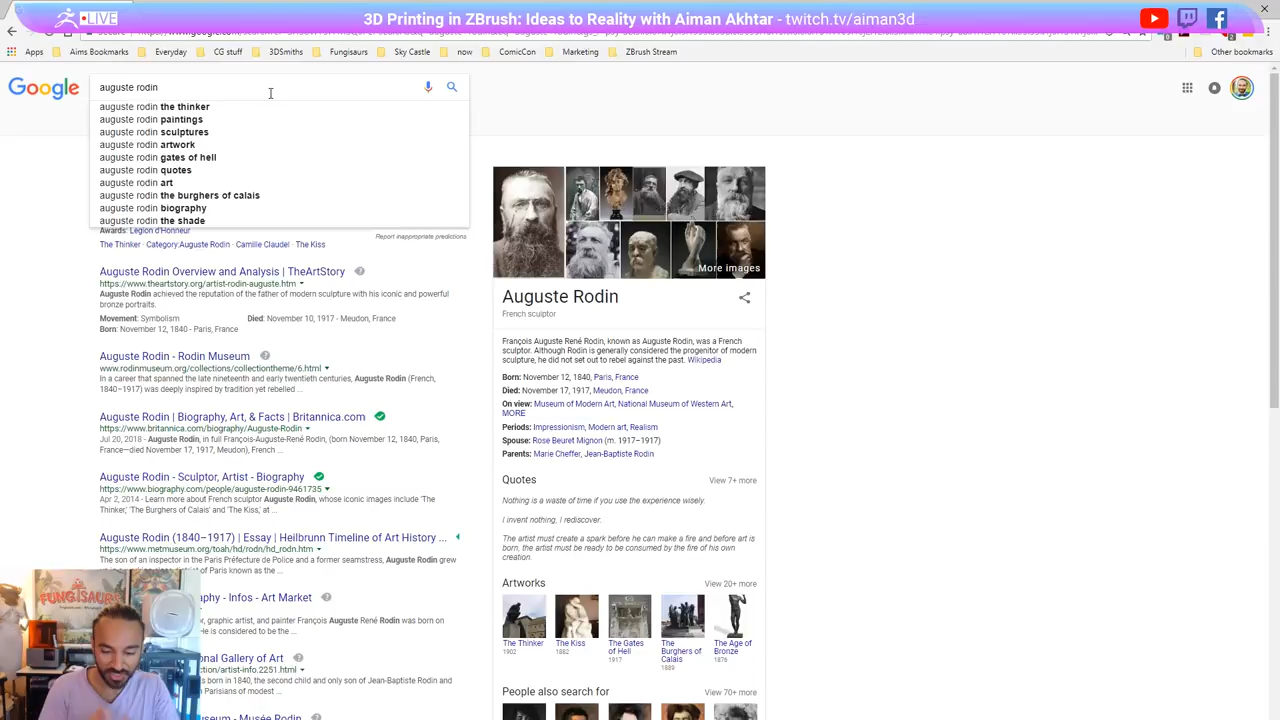 LIVE
3D Printing in ZBrush: Ideas to Reality with Aiman Akhtar - twitch.tv/aiman3d
Apps
Aims Bookmarks
Everyday
CG stuff
3DSmiths
Fungisaurs
Sky Castle
now
ComicCon
Marketing
ZBrush Stream
Other bookmarks
Google
auguste rodin
auguste rodin the thinker
auguste rodin paintings
auguste rodin sculptures
auguste rodin artwork
auguste rodin gates of hell
auguste rodin quotes
auguste rodin art
auguste rodin the burghers of calais
auguste rodin biography
auguste rodin the shade
Awards: Legion d'Honneur
Report inappropriate predictions
The Thinker · Category:Auguste Rodin · Camille Claudel · The Kiss
Auguste Rodin Overview and Analysis | TheArtStory
https://www.theartstory.org/artist-rodin-auguste.htm
Auguste Rodin achieved the reputation of the father of modern sculpture with his iconic and powerful
bronze portraits.
Movement: Symbolism
Died: November 10, 1917 - Meudon, France
Born: November 12, 1840 - Paris, France
Auguste Rodin - Rodin Museum
www.rodinmuseum.org/collections/collectiontheme/6.html
In a career that spanned the late nineteenth and early twentieth centuries, Auguste Rodin (French,
1840–1917) was deeply inspired by tradition yet rebelled ...
Auguste Rodin | Biography, Art, & Facts | Britannica.com
https://www.britannica.com/biography/Auguste-Rodin
Jul 20, 2018 - Auguste Rodin, in full François-Auguste-René Rodin, (born November 12, 1840, Paris,
France—died November 17, 1917, Meudon), French ...
Auguste Rodin - Sculptor, Artist - Biography
https://www.biography.com/people/auguste-rodin-9461735
Apr 2, 2014 - Learn more about French sculptor Auguste Rodin, whose iconic images include 'The
Thinker,' 'The Burghers of Calais' and 'The Kiss,' at ...
Auguste Rodin (1840–1917) | Essay | Heilbrunn Timeline of Art History ...
https://www.metmuseum.org/toah/hd/rodn/hd_rodn.htm
The son of an inspector in the Paris Préfecture de Police and a former seamstress, Auguste Rodin grew
district of Paris known as the ...
FUNGISAURS
aphy - Infos - Art Market
or, graphic artist, and painter François Auguste René Rodin was born on
He is considered to be the ...
onal Gallery of Art
ction/artist-info.2251.html
s born in 1840, the second child and only son of Jean-Baptiste Rodin and
Parisians of modest ...
useum - Musée Rodin
More images
Auguste Rodin
French sculptor
François Auguste René Rodin, known as Auguste Rodin, was a French
sculptor. Although Rodin is generally considered the progenitor of modern
sculpture, he did not set out to rebel against the past. Wikipedia
Born: November 12, 1840, Paris, France
Died: November 17, 1917, Meudon, France
On view: Museum of Modern Art, National Museum of Western Art,
MORE
Periods: Impressionism, Modern art, Realism
Spouse: Rose Beuret Mignon (m. 1917–1917)
Parents: Marie Cheffer, Jean-Baptiste Rodin
Quotes
View 7+ more
Nothing is a waste of time if you use the experience wisely.
I invent nothing, I rediscover.
The artist must create a spark before he can make a fire and before art is
born, the artist must be ready to be consumed by the fire of his own
creation.
Artworks
View 20+ more
The Thinker
1902
The Kiss
1882
The Gates
of Hell
1917
The
Burghers of
Calais
1889
The Age of
Bronze
1876
People also search for
View 70+ more